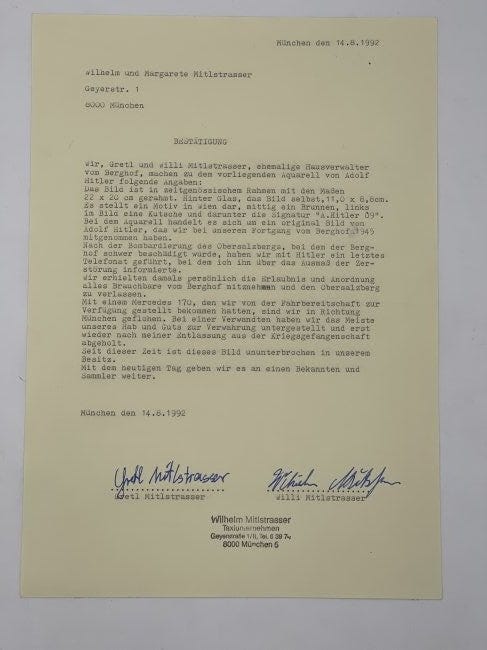 München den 14.8.1992
Wilhelm und Margarete Mitlstrasser
Geyerstr. 1
8000 München
BESTÄTIGUNG
Wir, Gretl und Willi Mitlstrasser, ehemalige Hausverwalter
vom Berghof, machen zu dem vorliegenden Aquarell von Adolf
Hitler folgende Angaben:
Das Bild ist in zeitgenössischem Rahmen mit den Maßen
22 x 20 cm gerahmt. Hinter Glas, das Bild selbst, 11,0 x 8,8cm.
Es stellt ein Motiv in Wien dar, mittig ein Brunnen, links
im Bild eine Kutsche und darunter die Signatur "A.Hitler 09".
Bei dem Aquarell handelt es sich um ein original Bild von
Adolf Hitler, das wir bei unserem Fortgang vom Berghof 1945
mitgenommen haben.
Nach der Bombardierung des Obersalzbergs, bei den der Berg-
hof schwer beschädigt wurde, haben wir mit Hitler ein letztes
Telefonat geführt, bei dem ich ihn über das Ausmaß der Zer-
störung informierte.
Wir erhielten damals persönlich die Erlaubnis und Anordnung
alles Brauchbare vom Berghof mitzunehmen und den Obersalzberg
zu verlassen.
Mit einem Mercedes 170, den wir von der Fahrbereitschaft zur
Verfügung gestellt bekommen hatten, sind wir in Richtung
München geflohen. Bei einer Verwandten haben wir das Meiste
unseres Hab und Guts zur Verwahrung untergestellt und erst
wieder nach meiner Entlassung aus der Kriegsgefangenschaft
abgeholt.
Seit dieser Zeit ist dieses Bild ununterbrochen in unserem
Besitz.
Mit dem heutigen Tag geben wir es an einen Bekannten und
Sammler weiter.
München den 14.8.1992
Gretl Mitlstrasser
Wilhelm Mitlstrasser
Gretl Mitlstrasser
Willi Mitlstrasser
Wilhelm Mitlstrasser
Taxiunternehmen
Geyerstraße 1/II, Tel.
8000 München 5